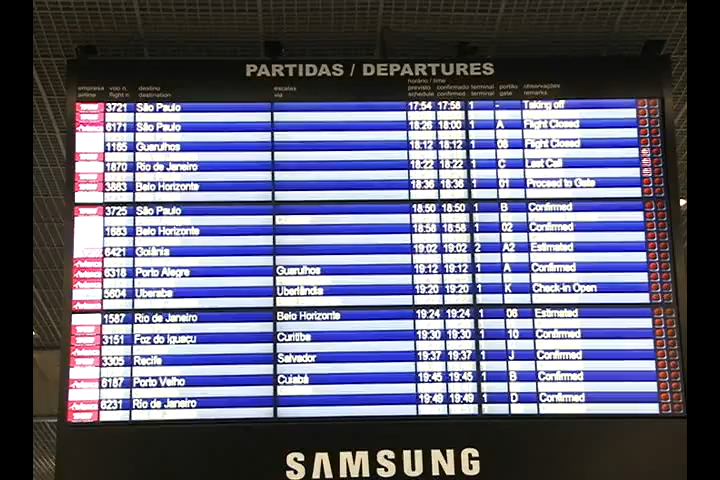 PARTIDAS / DEPARTURES
empresa voo n. destino escalas horário / time previsto confirmado terminal portão observações
airline flight n. destination via schedule confirmed terminal gate remarks
3721 São Paulo 17:54 17:58 1 - Taking off
6171 São Paulo 18:26 18:00 A Flight Closed
1165 Guarulhos 18:12 18:12 1 08 Flight Closed
1870 Rio de Janeiro 18:22 18:22 1 C Last Call
3883 Belo Horizonte 18:36 18:36 1 01 Proceed to Gate
3725 São Paulo 18:50 18:50 1 B Confirmed
1683 Belo Horizonte 18:58 18:58 1 02 Confirmed
6421 Goiânia 19:02 19:02 2 A2 Estimated
6318 Porto Alegre Guarulhos 19:12 19:12 1 A Confirmed
5604 Uberaba Uberlândia 19:20 19:20 1 K Check-in Open
1587 Rio de Janeiro Belo Horizonte 19:24 19:24 1 06 Estimated
3151 Foz do Iguaçu Curitiba 19:30 19:30 1 10 Confirmed
3305 Recife Salvador 19:37 19:37 1 J Confirmed
6187 Porto Velho Cuiabá 19:45 19:45 1 B Confirmed
6231 Rio de Janeiro 19:49 19:49 1 D Confirmed
SAMSUNG